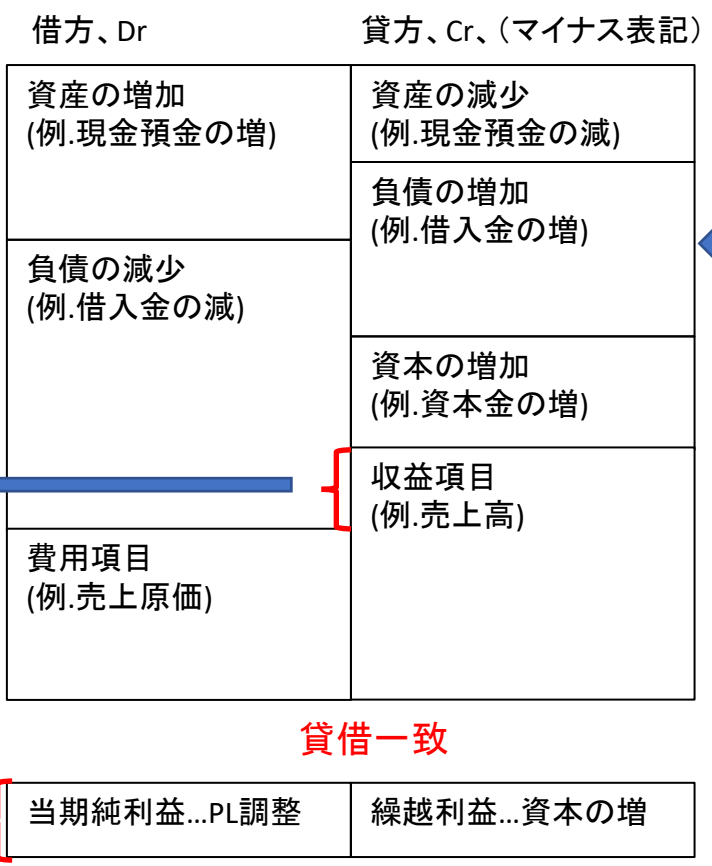 借方、Dr
貸方、Cr、（マイナス表記）
資産の増加
(例.現金預金の増)
負債の減少
(例.借入金の減)
費用項目
(例.売上原価)
資産の減少
(例.現金預金の減)
負債の増加
(例.借入金の増)
資本の増加
(例.資本金の増)
収益項目
(例.売上高)
貸借一致
当期純利益…PL調整
繰越利益…資本の増